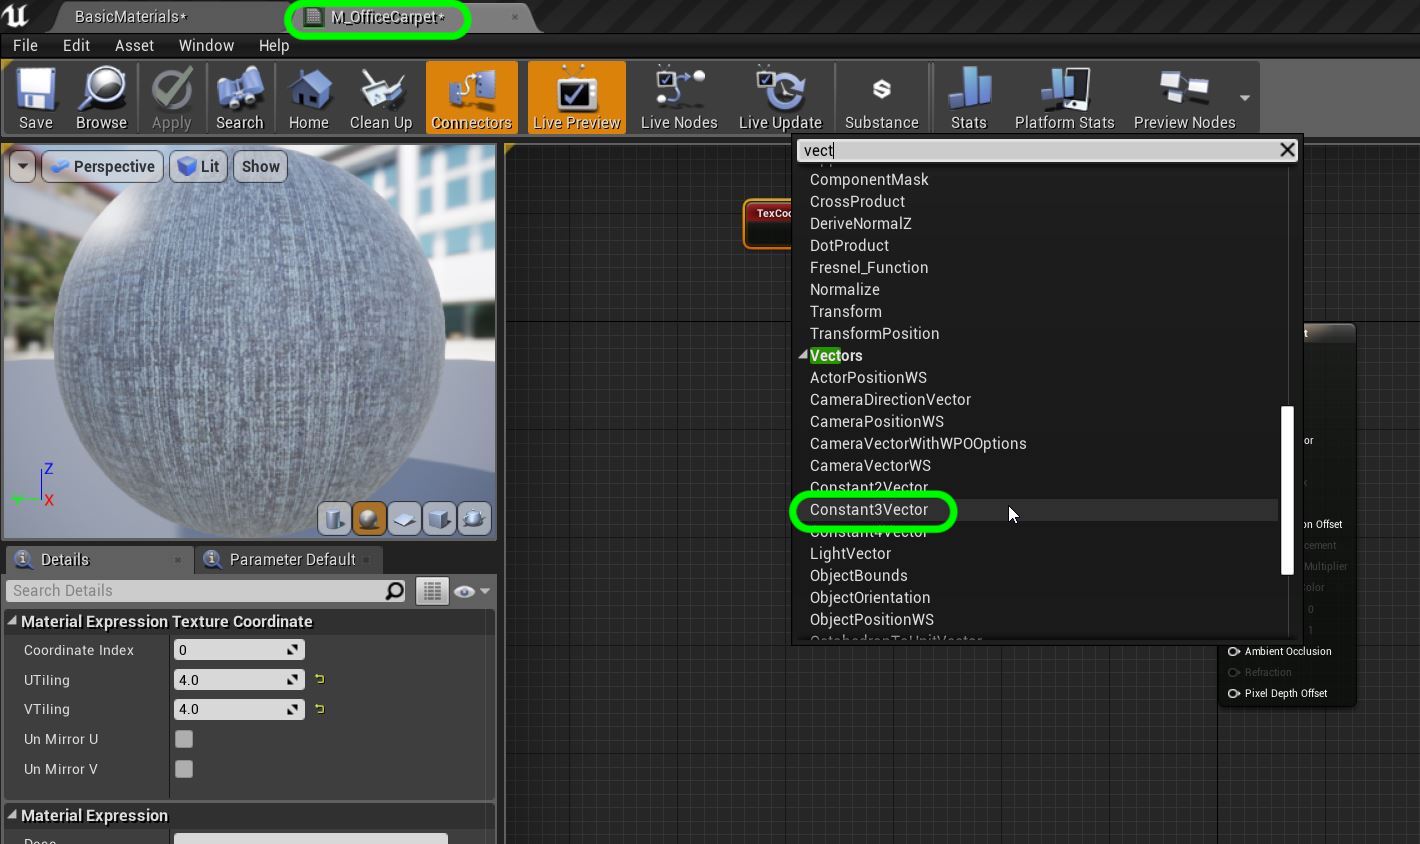 BasicMaterials*
M_OfficeCarpet*
File Edit Asset Window Help
Save Browse Apply Search Home Clean Up Connectors Live Preview Live Nodes Live Update Substance Stats Platform Stats Preview Nodes
Perspective Lit Show
vect
ComponentMask
CrossProduct
DeriveNormalZ
DotProduct
Fresnel_Function
Normalize
Transform
TransformPosition
Vectors
ActorPositionWS
CameraDirectionVector
CameraPositionWS
CameraVectorWithWPOOptions
CameraVectorWS
Constant2Vector
Constant3Vector
Constant4Vector
LightVector
ObjectBounds
ObjectOrientation
ObjectPositionWS
OctahedronToUnitVector
TexCoo
t
or
on Offset
cement
Multiplier
Color
0
1
Ambient Occlusion
Refraction
Pixel Depth Offset
Z
X
Details
Parameter Default
Search Details
Material Expression Texture Coordinate
Coordinate Index 0
UTiling 4.0
VTiling 4.0
Un Mirror U
Un Mirror V
Material Expression